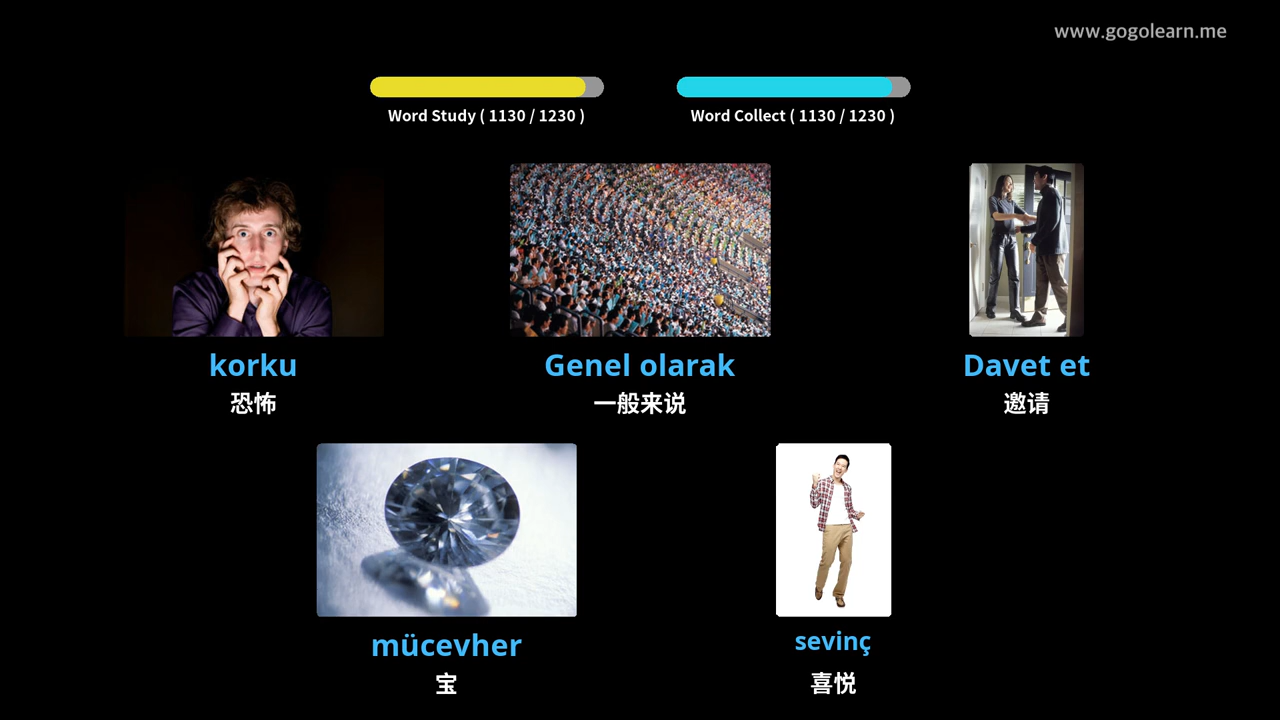 www.gogolearn.me
Word Study ( 1130 / 1230 )
Word Collect ( 1130 / 1230 )
korku
恐怖
Genel olarak
一般来说
Davet et
邀请
mücevher
宝
sevinç
喜悦